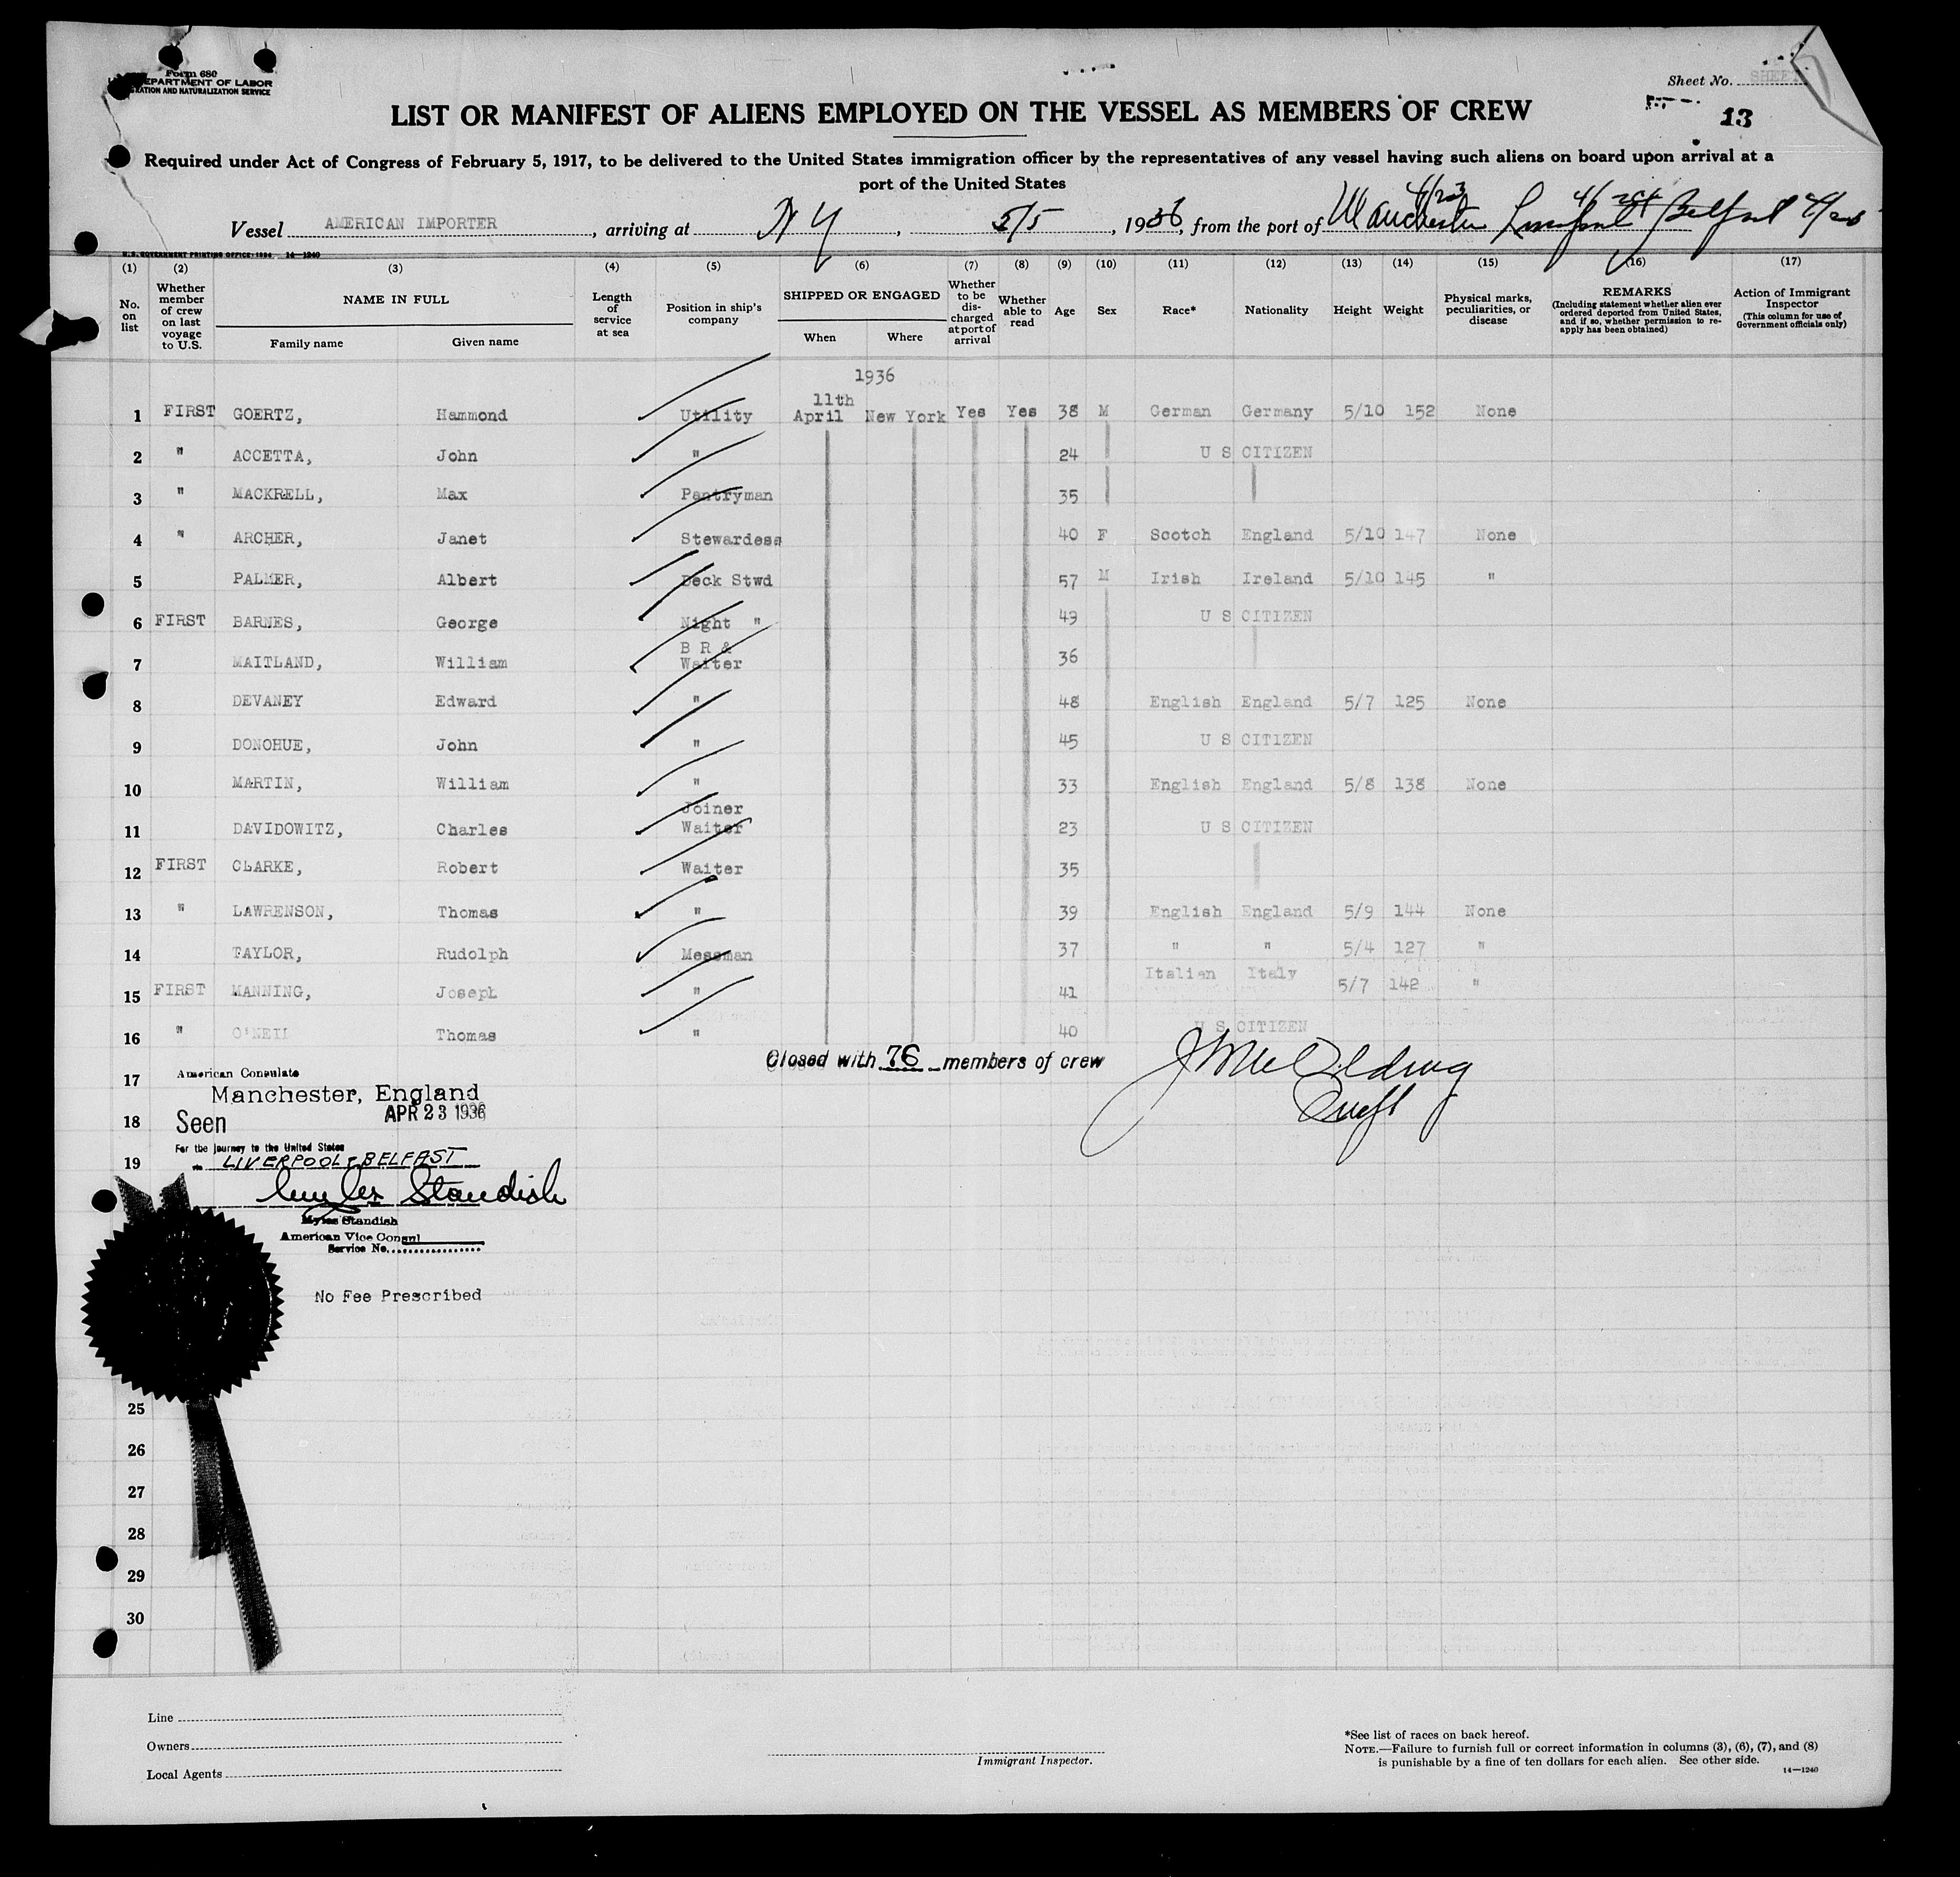 Form 680
DEPARTMENT OF LABOR
ATION AND NATURALIZATION SERVICE
Sheet No. SHEET
13
LIST OR MANIFEST OF ALIENS EMPLOYED ON THE VESSEL AS MEMBERS OF CREW
Required under Act of Congress of February 5, 1917, to be delivered to the United States immigration officer by the representatives of any vessel having such aliens on board upon arrival at a
port of the United States
Vessel AMERICAN IMPORTER, arriving at N Y, 5/5, 1936, from the port of Manchester 4/23 Liverpool 4/ Belfast
U.S. GOVERNMENT PRINTING OFFICE: 1934 14—1240
(1) (2) (3) (4) (5) (6) (7) (8) (9) (10) (11) (12) (13) (14) (15) (16) (17)
No. on list
Whether member of crew on last voyage to U.S.
NAME IN FULL
Family name Given name
Length of service at sea
Position in ship's company
SHIPPED OR ENGAGED
When Where
Whether to be discharged at port of arrival
Whether able to read
Age
Sex
Race*
Nationality
Height
Weight
Physical marks, peculiarities, or disease
REMARKS
(Including statement whether alien ever ordered deported from United States, and if so, whether permission to re-apply has been obtained)
Action of Immigrant Inspector
(This column for use of Government officials only)
1936
11th
1 FIRST GOERTZ, Hammond Utility April New York Yes Yes 38 M German Germany 5/10 152 None
2 " ACCETTA, John " 24 U S CITIZEN
3 " MACKRELL, Max Pantryman 35
4 " ARCHER, Janet Stewardess 40 F Scotch England 5/10 147 None
5 PALMER, Albert Deck Stwd 57 M Irish Ireland 5/10 145 "
6 FIRST BARNES, George Night " 49 U S CITIZEN
B R &
7 MAITLAND, William Waiter 36
8 DEVANEY Edward " 48 English England 5/7 125 None
9 DONOHUE, John " 45 U S CITIZEN
10 MARTIN, William " 33 English England 5/8 138 None
Joiner
11 DAVIDOWITZ, Charles Waiter 23 U S CITIZEN
12 FIRST CLARKE, Robert Waiter 35
13 " LAWRENSON, Thomas " 39 English England 5/9 144 None
14 TAYLOR, Rudolph Messman 37 " " 5/4 127 "
15 FIRST MANNING, Joseph " 41 Italian Italy 5/7 142 "
16 " O'NEIL Thomas " 40 U S CITIZEN
Closed with 76 members of crew
17
American Consulate
Manchester, England
18
Seen APR 23 1936
For the journey to the United States
19
via LIVERPOOL & BELFAST
Myles Standish
Myles Standish
American Vice Consul
Service No.
No Fee Prescribed
25
26
27
28
29
30
Line
Owners
Local Agents
Immigrant Inspector.
*See list of races on back hereof.
NOTE.—Failure to furnish full or correct information in columns (3), (6), (7), and (8)
is punishable by a fine of ten dollars for each alien. See other side.
14—1240